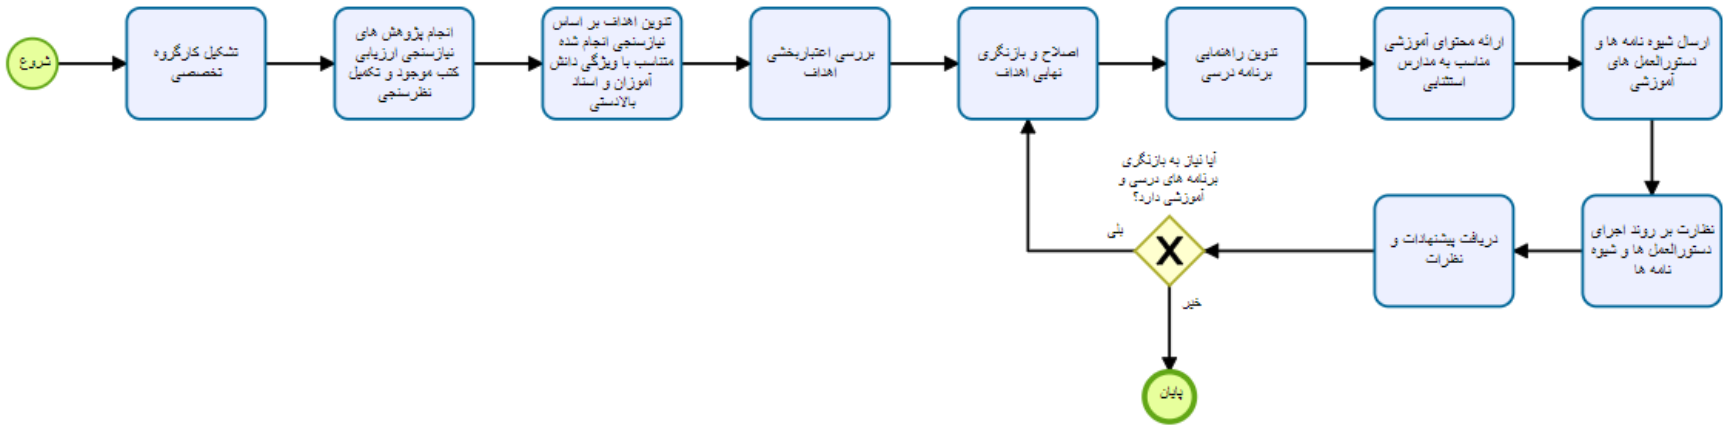 شروع
تشکیل کارگروه
تخصصی
انجام پژوهش های
نیازسنجی ارزیابی
کتب موجود و تکمیل
نظرسنجی
تدوین اهداف بر اساس
نیازسنجی انجام شده
متناسب با ویژگی دانش
آموزان و اسناد
بالادستی
بررسی اعتباربخشی
اهداف
اصلاح و بازنگری
نهایی اهداف
تدوین راهنمایی
برنامه درسی
ارائه محتوای آموزشی
مناسب به مدارس
استثنایی
ارسال شیوه نامه ها و
دستورالعمل های
آموزشی
نظارت بر روند اجرای
دستورالعمل ها و شیوه
نامه ها
دریافت پیشنهادات و
نظرات
آیا نیاز به بازنگری
برنامه های درسی و
آموزشی دارد؟
بلی
خیر
پایان